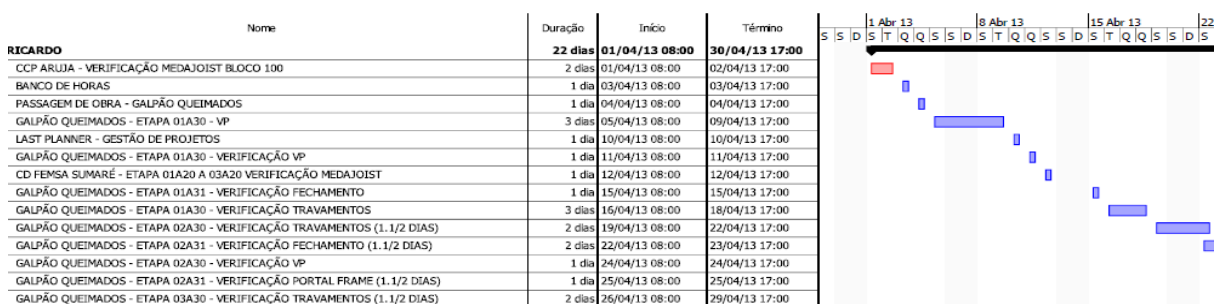 Nome Duração Início Término 1 Abr 13 8 Abr 13 15 Abr 13 22
S S D S T Q Q S S D S T Q Q S S D S T Q Q S S D S
RICARDO 22 dias 01/04/13 08:00 30/04/13 17:00
CCP ARUJA - VERIFICAÇÃO MEDAJOIST BLOCO 100 2 dias 01/04/13 08:00 02/04/13 17:00
BANCO DE HORAS 1 dia 03/04/13 08:00 03/04/13 17:00
PASSAGEM DE OBRA - GALPÃO QUEIMADOS 1 dia 04/04/13 08:00 04/04/13 17:00
GALPÃO QUEIMADOS - ETAPA 01A30 - VP 3 dias 05/04/13 08:00 09/04/13 17:00
LAST PLANNER - GESTÃO DE PROJETOS 1 dia 10/04/13 08:00 10/04/13 17:00
GALPÃO QUEIMADOS - ETAPA 01A30 - VERIFICAÇÃO VP 1 dia 11/04/13 08:00 11/04/13 17:00
CD FEMSA SUMARÉ - ETAPA 01A20 A 03A20 VERIFICAÇÃO MEDAJOIST 1 dia 12/04/13 08:00 12/04/13 17:00
GALPÃO QUEIMADOS - ETAPA 01A31 - VERIFICAÇÃO FECHAMENTO 1 dia 15/04/13 08:00 15/04/13 17:00
GALPÃO QUEIMADOS - ETAPA 01A30 - VERIFICAÇÃO TRAVAMENTOS 3 dias 16/04/13 08:00 18/04/13 17:00
GALPÃO QUEIMADOS - ETAPA 02A30 - VERIFICAÇÃO TRAVAMENTOS (1.1/2 DIAS) 2 dias 19/04/13 08:00 22/04/13 17:00
GALPÃO QUEIMADOS - ETAPA 02A31 - VERIFICAÇÃO FECHAMENTO (1.1/2 DIAS) 2 dias 22/04/13 08:00 23/04/13 17:00
GALPÃO QUEIMADOS - ETAPA 02A30 - VERIFICAÇÃO VP 1 dia 24/04/13 08:00 24/04/13 17:00
GALPÃO QUEIMADOS - ETAPA 02A31 - VERIFICAÇÃO PORTAL FRAME (1.1/2 DIAS) 1 dia 25/04/13 08:00 25/04/13 17:00
GALPÃO QUEIMADOS - ETAPA 03A30 - VERIFICAÇÃO TRAVAMENTOS (1.1/2 DIAS) 2 dias 26/04/13 08:00 29/04/13 17:00